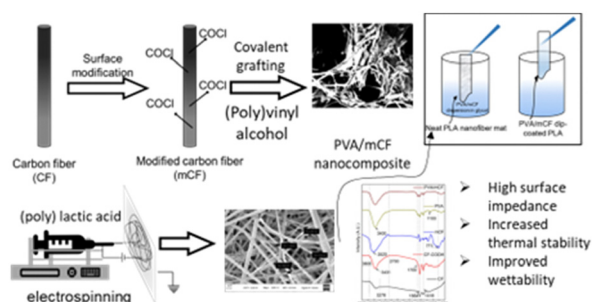 COCl
COCl
COCl
COCl
Surface
modification
Covalent
grafting
(Poly)vinyl
alcohol
Carbon fiber
(CF)
Modified carbon fiber
(mCF)
PVA/mCF
nanocomposite
Neat PLA nanofiber mat
PVA/mCF dip-
coated PLA
(poly) lactic acid
electrospinning
High surface
impedance
Increased
thermal stability
Improved
wettability